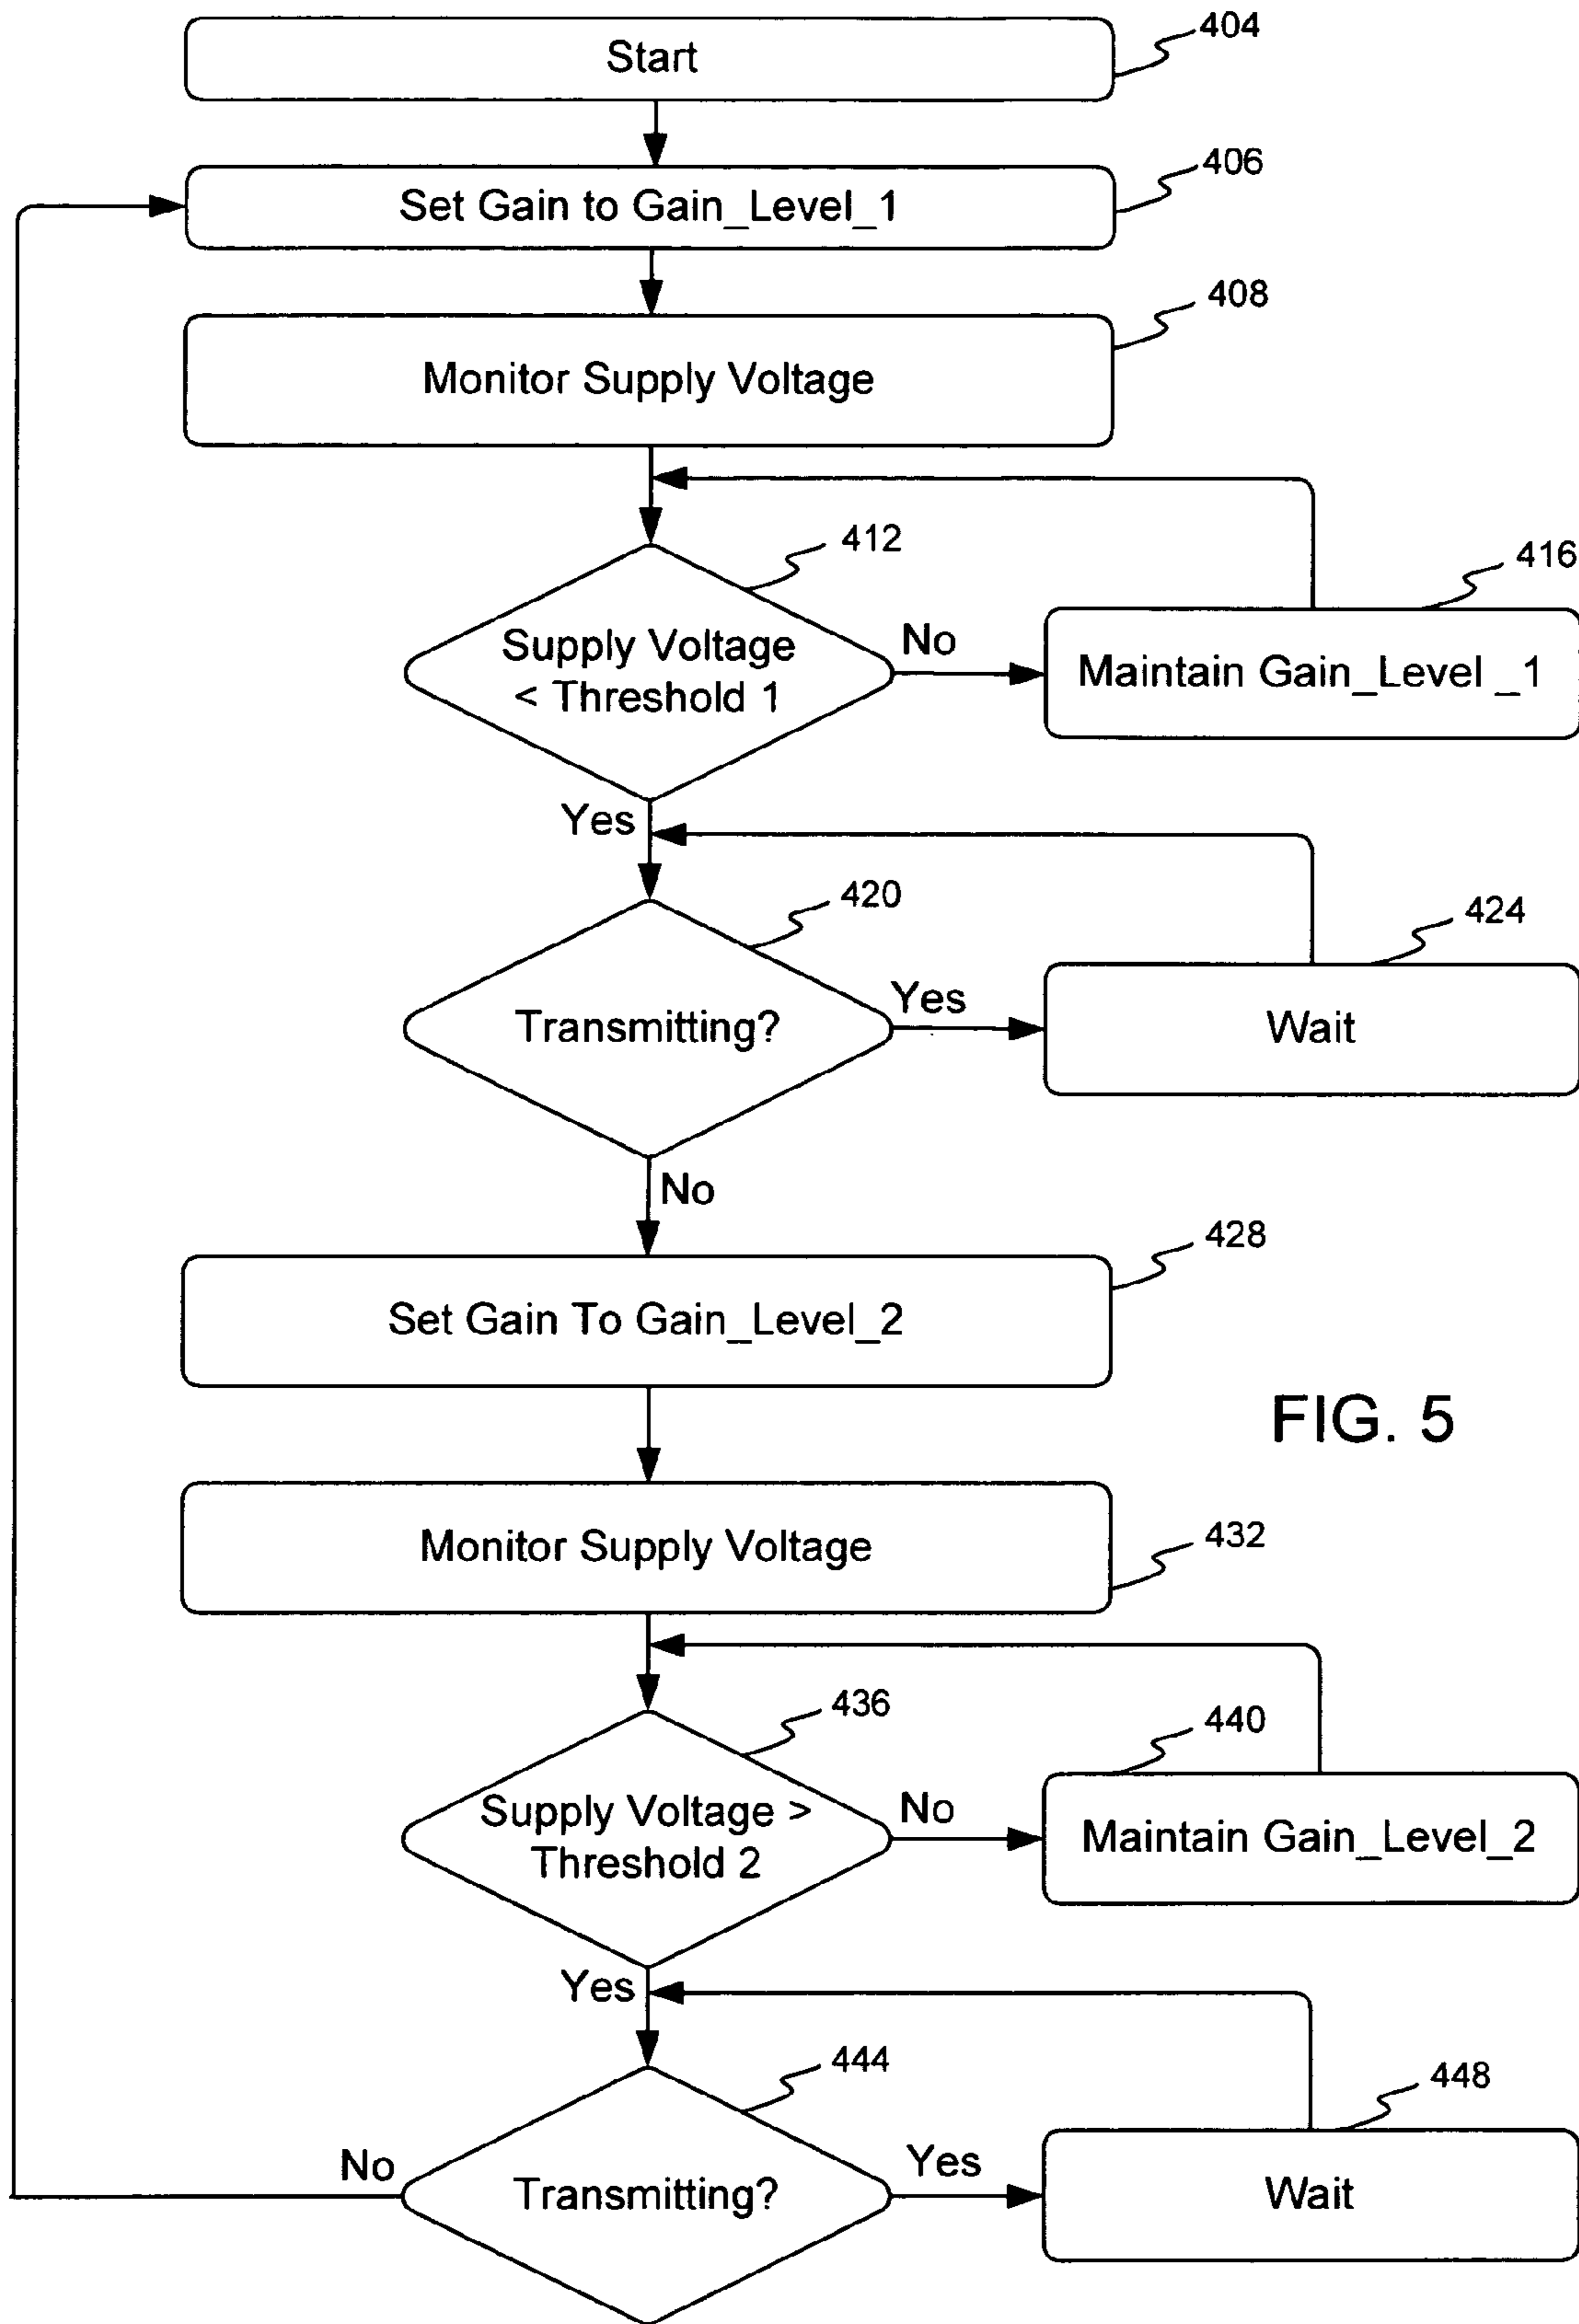 Start
404
Set Gain to Gain_Level_1
406
Monitor Supply Voltage
408
412
Supply Voltage
< Threshold 1
No
416
Maintain Gain_Level _1
Yes
420
Transmitting?
Yes
424
Wait
No
428
Set Gain To Gain_Level_2
FIG. 5
Monitor Supply Voltage
432
436
Supply Voltage >
Threshold 2
No
440
Maintain Gain_Level_2
Yes
444
No
Transmitting?
Yes
448
Wait